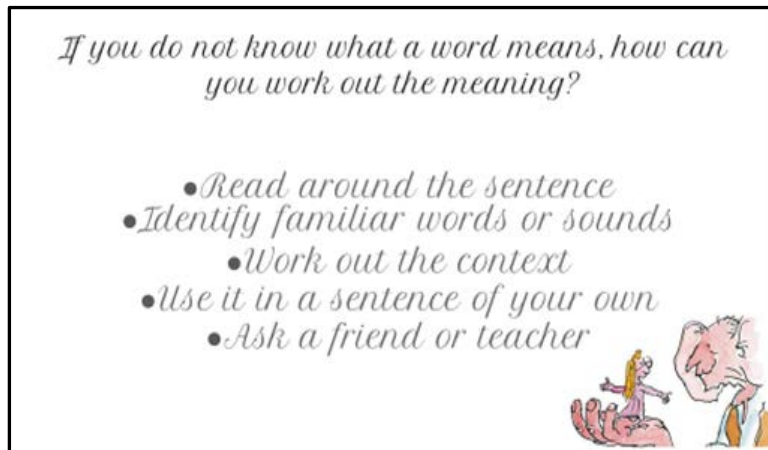 If you do not know what a word means, how can
you work out the meaning?
•Read around the sentence
•Identify familiar words or sounds
•Work out the context
•Use it in a sentence of your own
•Ask a friend or teacher